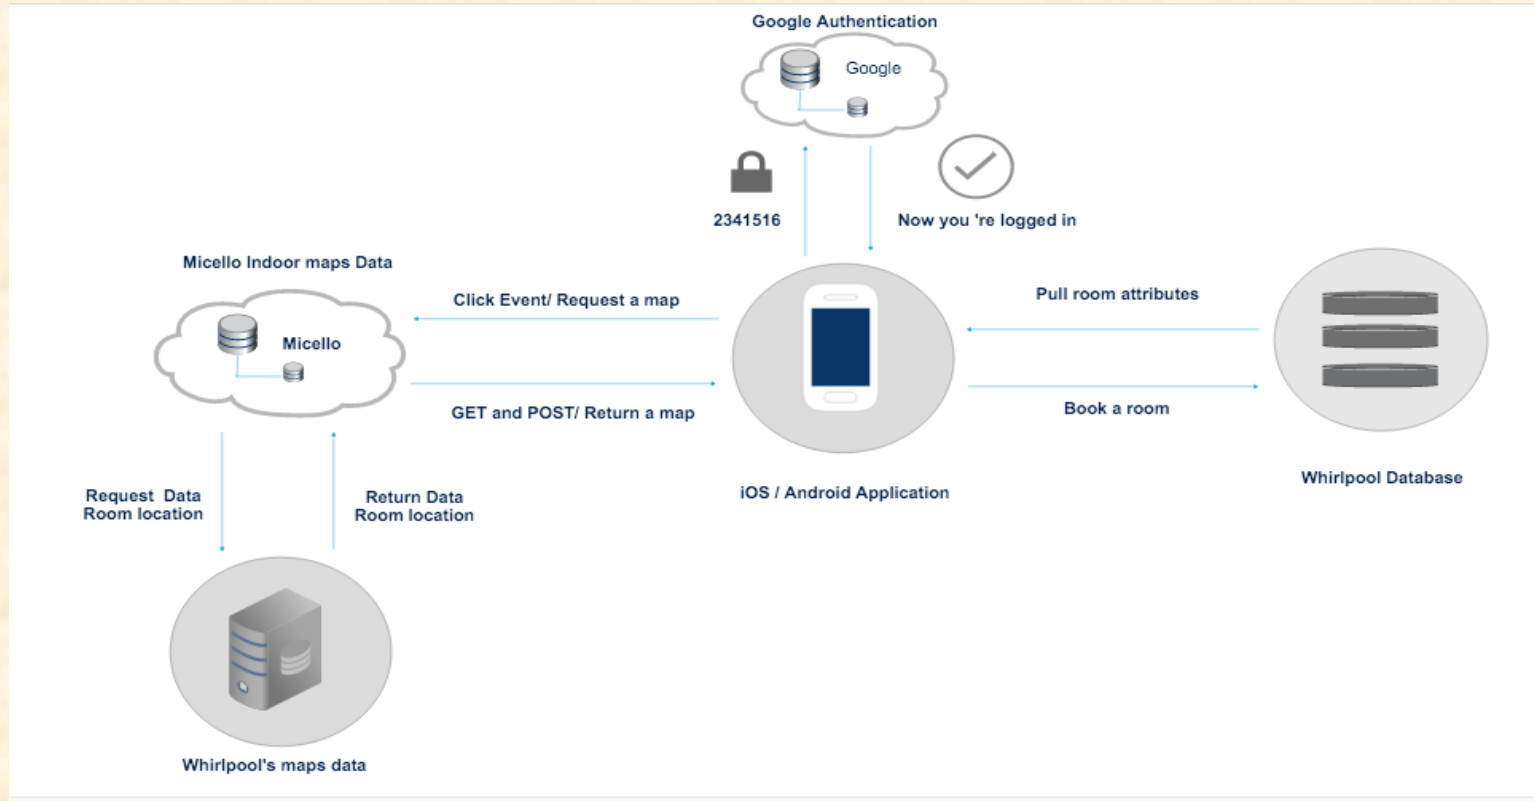 Google Authentication
Google
2341516
Now you 're logged in
Micello Indoor maps Data
Micello
Click Event/ Request a map
GET and POST/ Return a map
Pull room attributes
Book a room
iOS / Android Application
Whirlpool Database
Request  Data
Room location
Return Data
Room location
Whirlpool's maps data